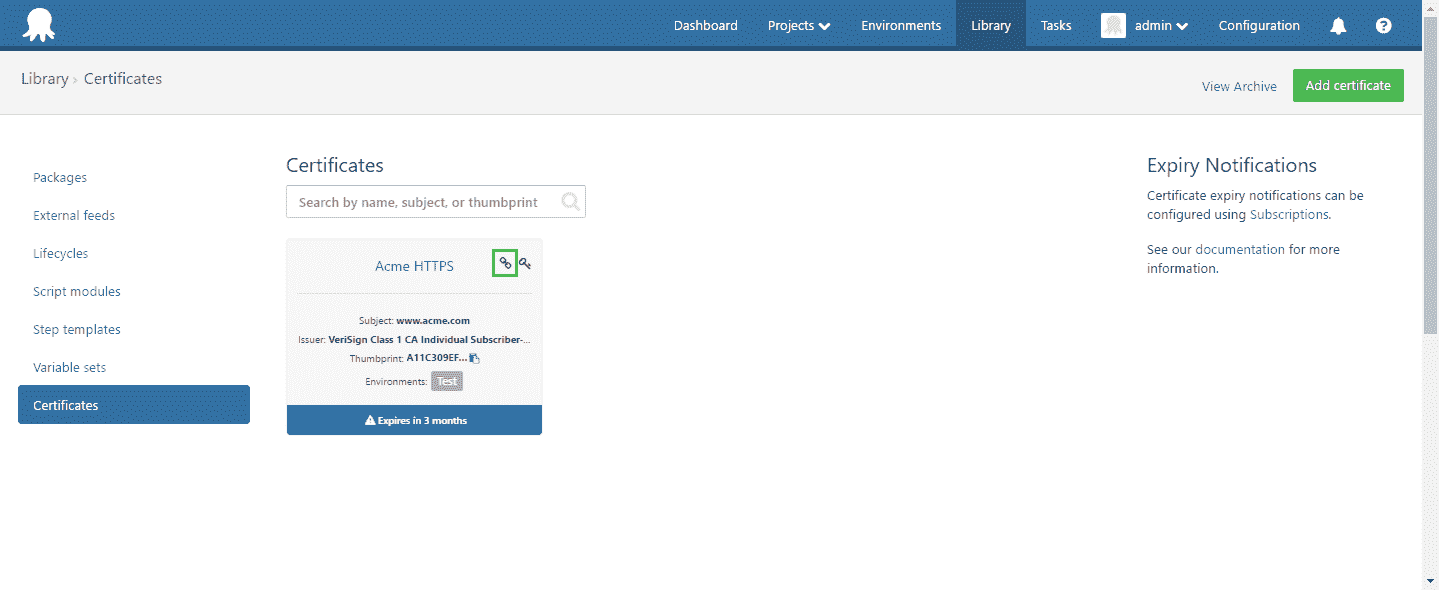 Dashboard Projects Environments Library Tasks admin Configuration
Library › Certificates
View Archive Add certificate
Packages
External feeds
Lifecycles
Script modules
Step templates
Variable sets
Certificates
Certificates
Search by name, subject, or thumbprint
Acme HTTPS
Subject: www.acme.com
Issuer: VeriSign Class 1 CA Individual Subscriber-...
Thumbprint: A11C309EF...
Environments: Test
Expires in 3 months
Expiry Notifications
Certificate expiry notifications can be
configured using Subscriptions.
See our documentation for more
information.